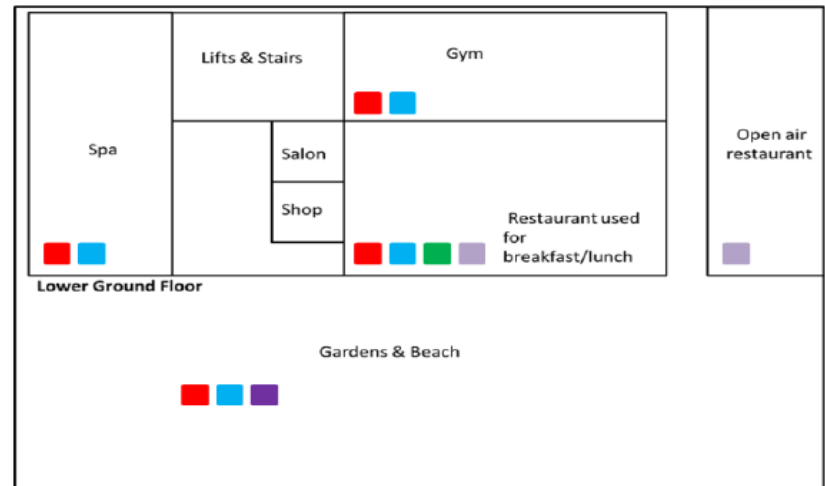 Lifts & Stairs
Gym
Spa
Salon
Open air
restaurant
Shop
Restaurant used
for
breakfast/lunch
Lower Ground Floor
Gardens & Beach